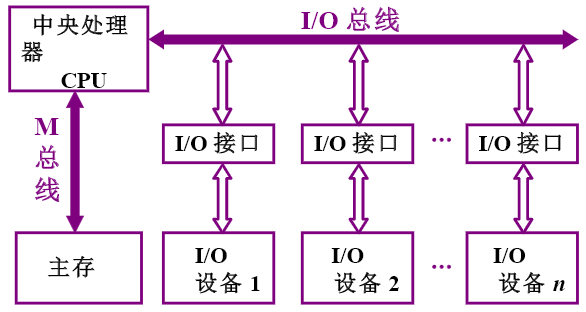 中央处理
器
CPU
I/O 总线
M
总
线
I/O 接口
I/O 接口
...
I/O 接口
主存
I/O
设备 1
I/O
设备 2
...
I/O
设备 n